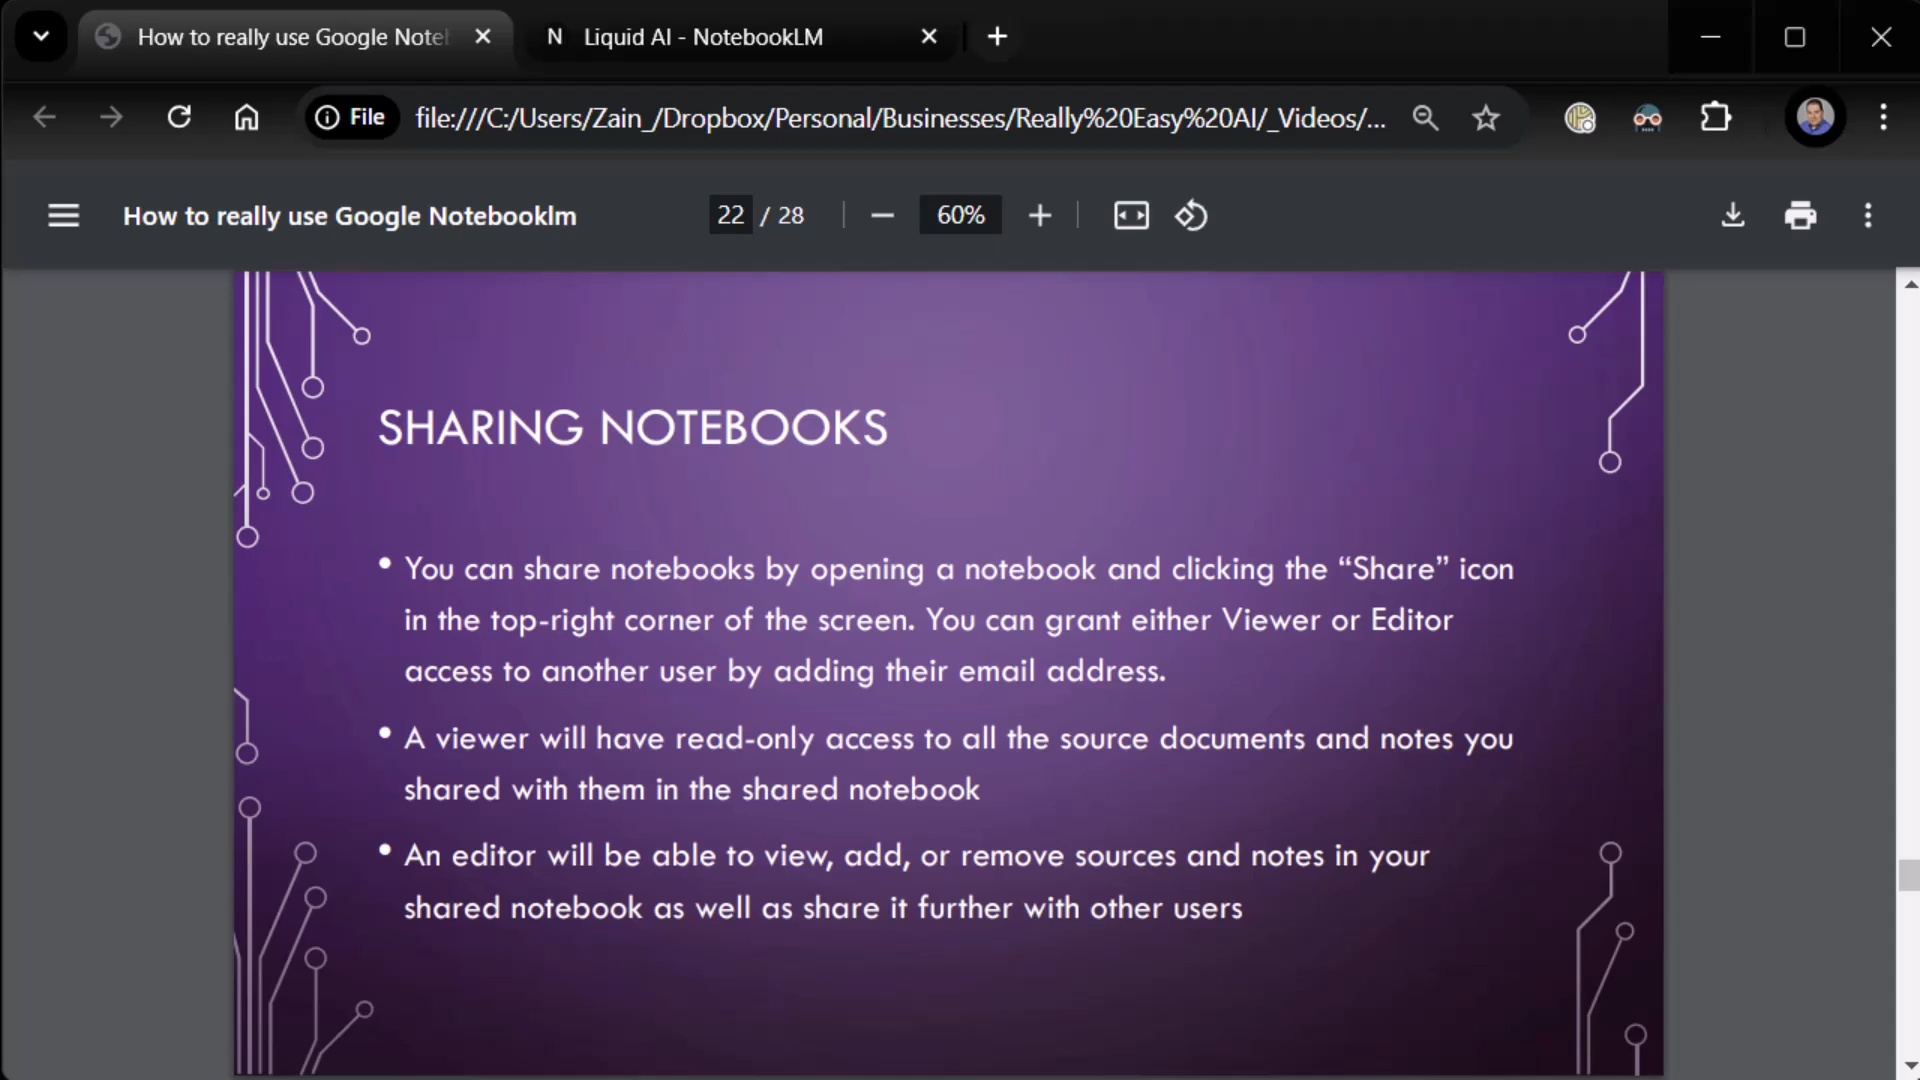 How to really use Google Note
N Liquid AI - NotebookLM
File
file:///C:/Users/Zain_/Dropbox/Personal/Businesses/Really%20Easy%20AI/_Videos/...
How to really use Google Notebooklm
22 / 28
60%
SHARING NOTEBOOKS
• You can share notebooks by opening a notebook and clicking the “Share” icon
in the top-right corner of the screen. You can grant either Viewer or Editor
access to another user by adding their email address.
• A viewer will have read-only access to all the source documents and notes you
shared with them in the shared notebook
• An editor will be able to view, add, or remove sources and notes in your
shared notebook as well as share it further with other users